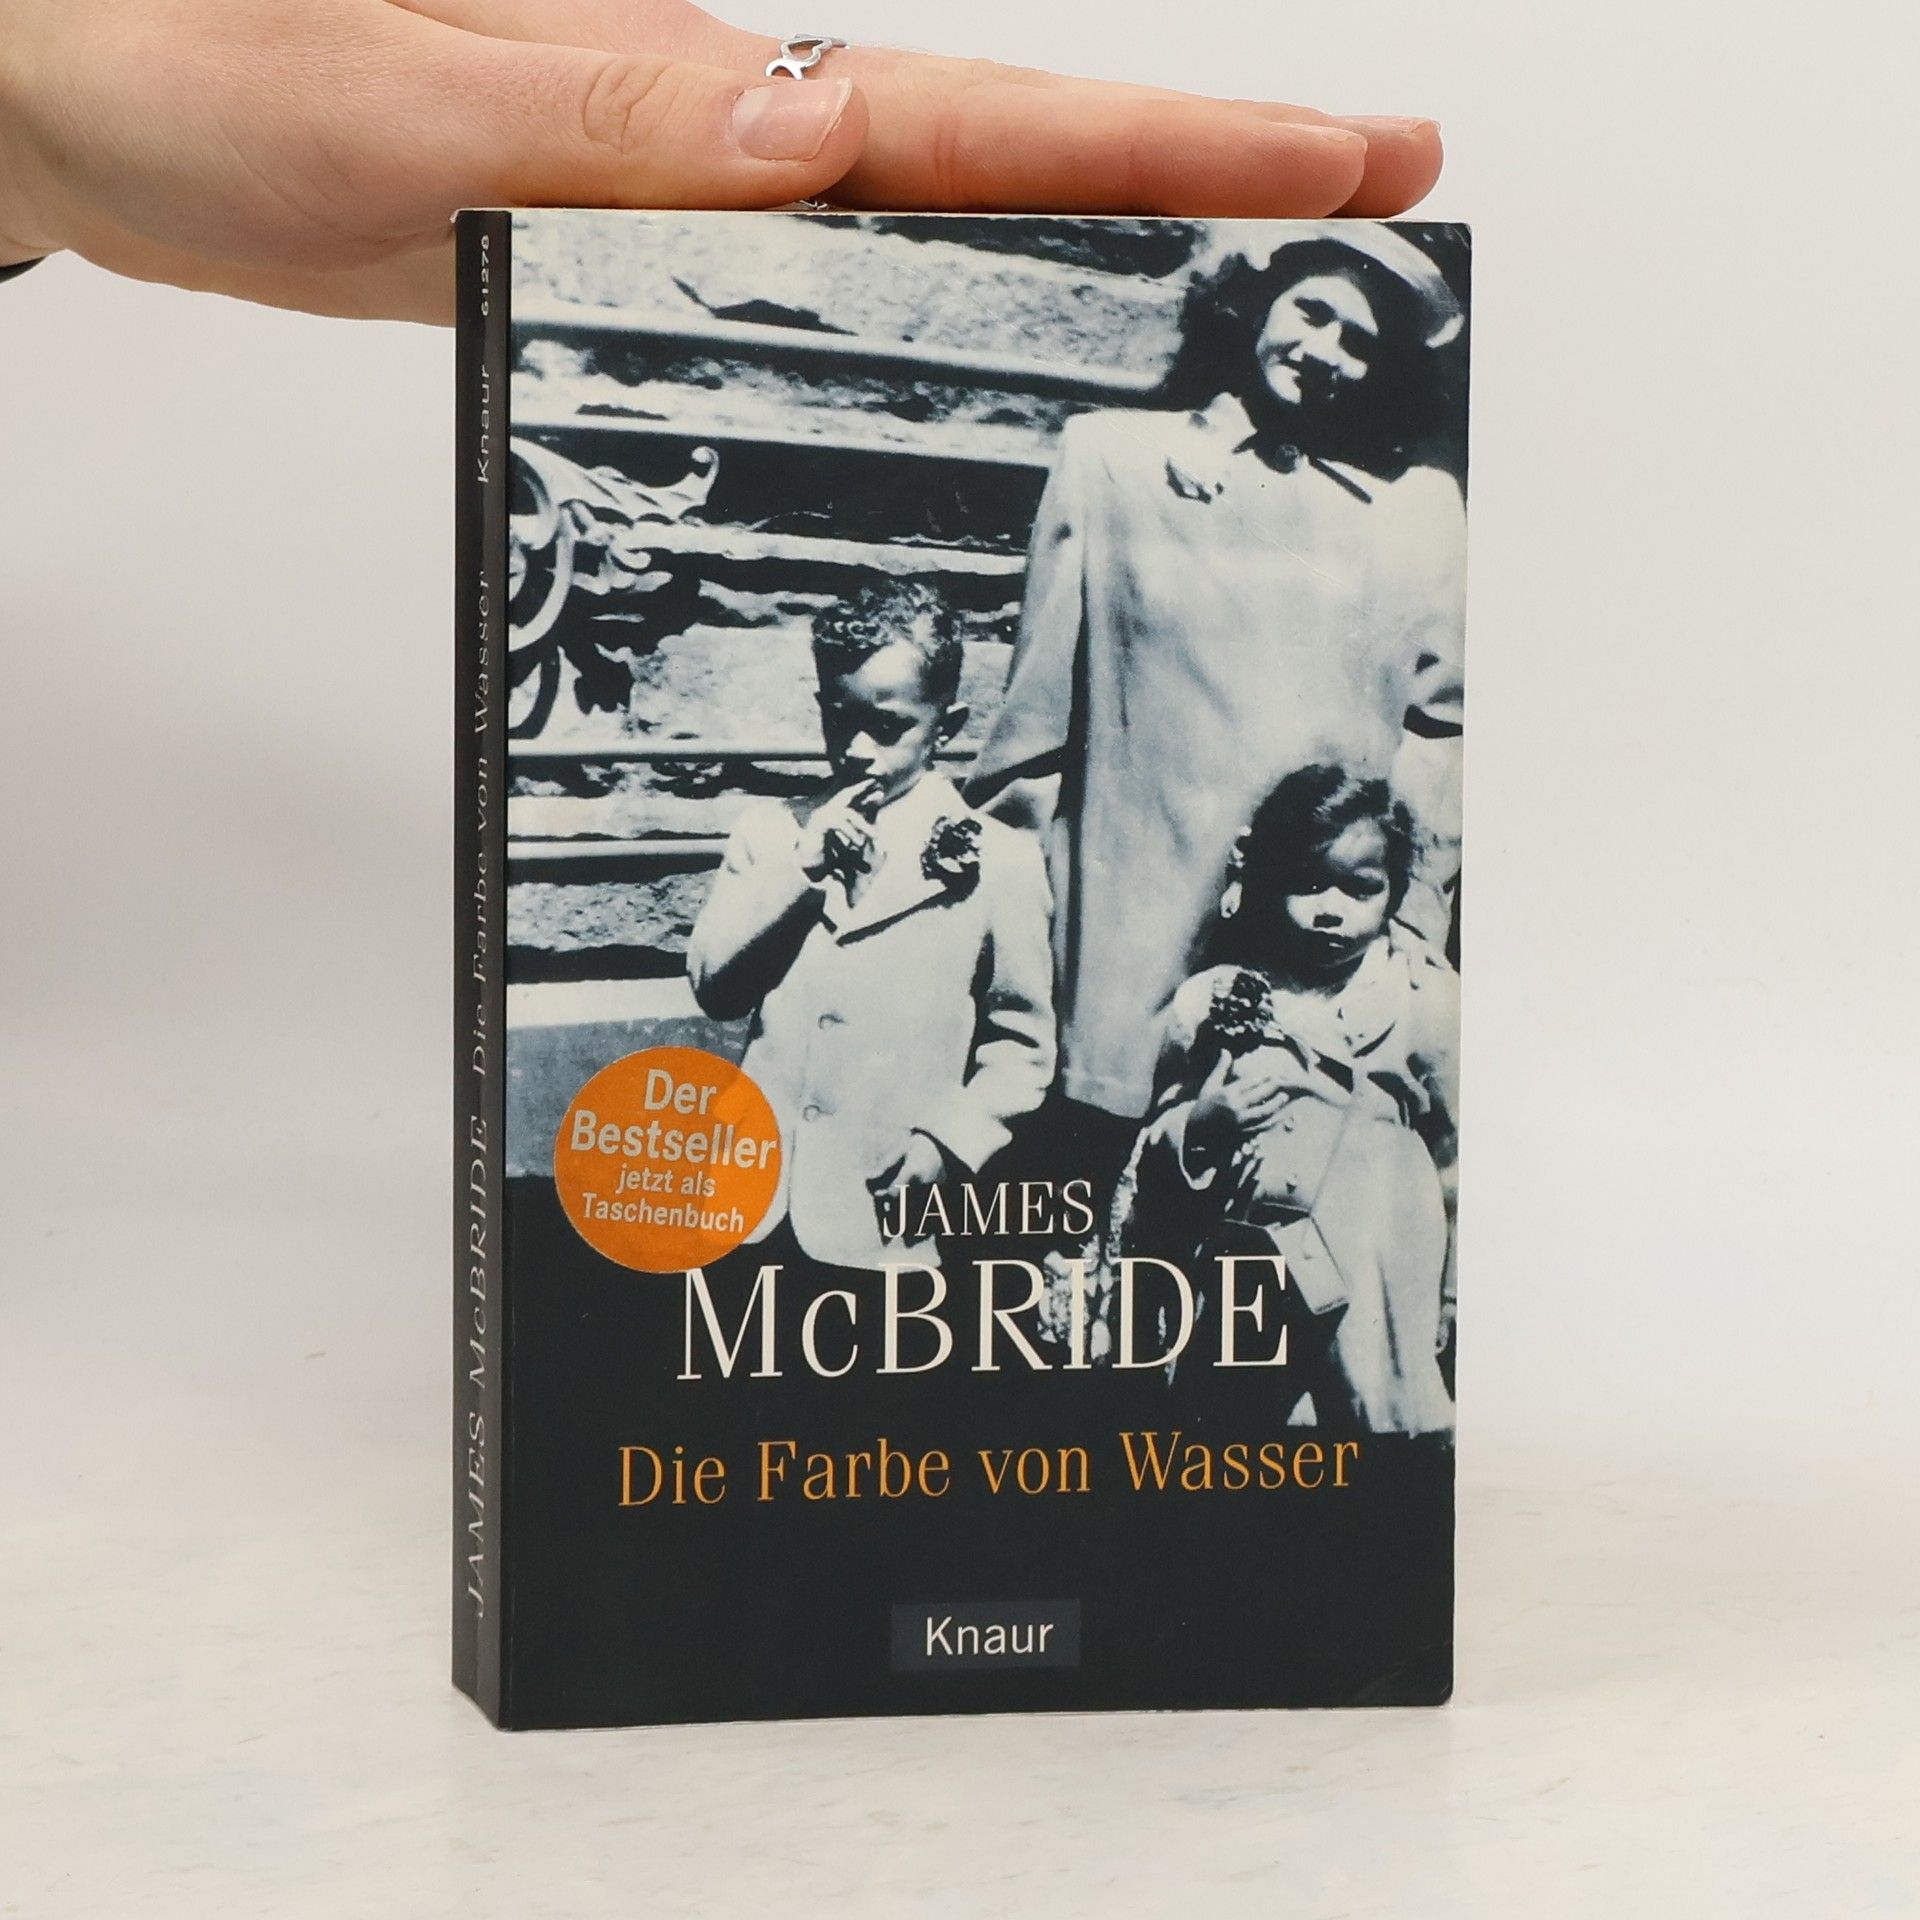 JAMES McBRIDE Die Farbe von Wasser Knaur 61278
Der
Bestseller
jetzt als
Taschenbuch
JAMES
McBRIDE
Die Farbe von Wasser
Knaur